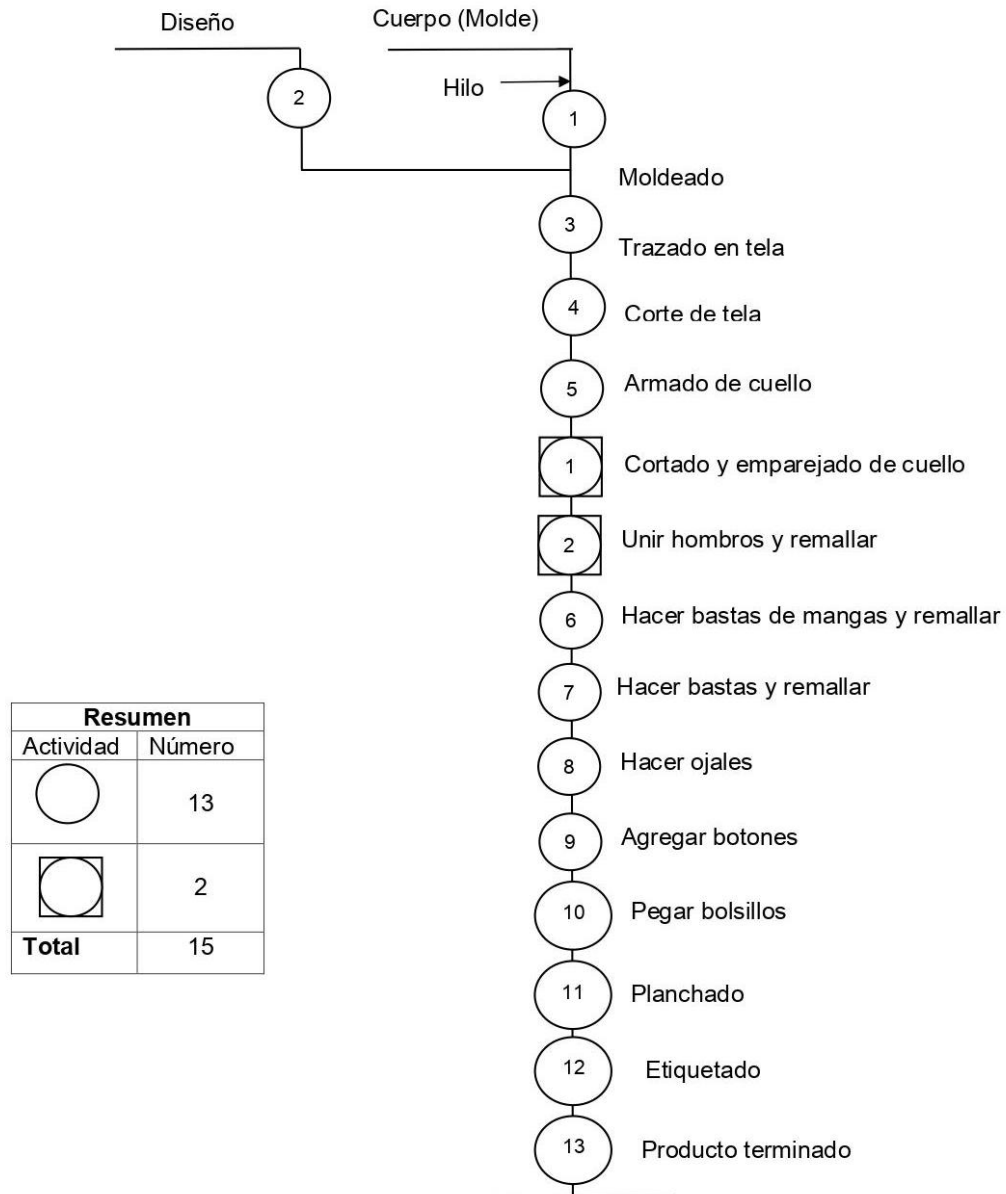 Diseño
Cuerpo (Molde)
Hilo
2
1
Moldeado
3
Trazado en tela
4
Corte de tela
5
Armado de cuello
1
Cortado y emparejado de cuello
2
Unir hombros y remallar
6
Hacer bastas de mangas y remallar
7
Hacer bastas y remallar
8
Hacer ojales
9
Agregar botones
10
Pegar bolsillos
11
Planchado
12
Etiquetado
13
Producto terminado
Resumen
Actividad Número
13
2
Total 15